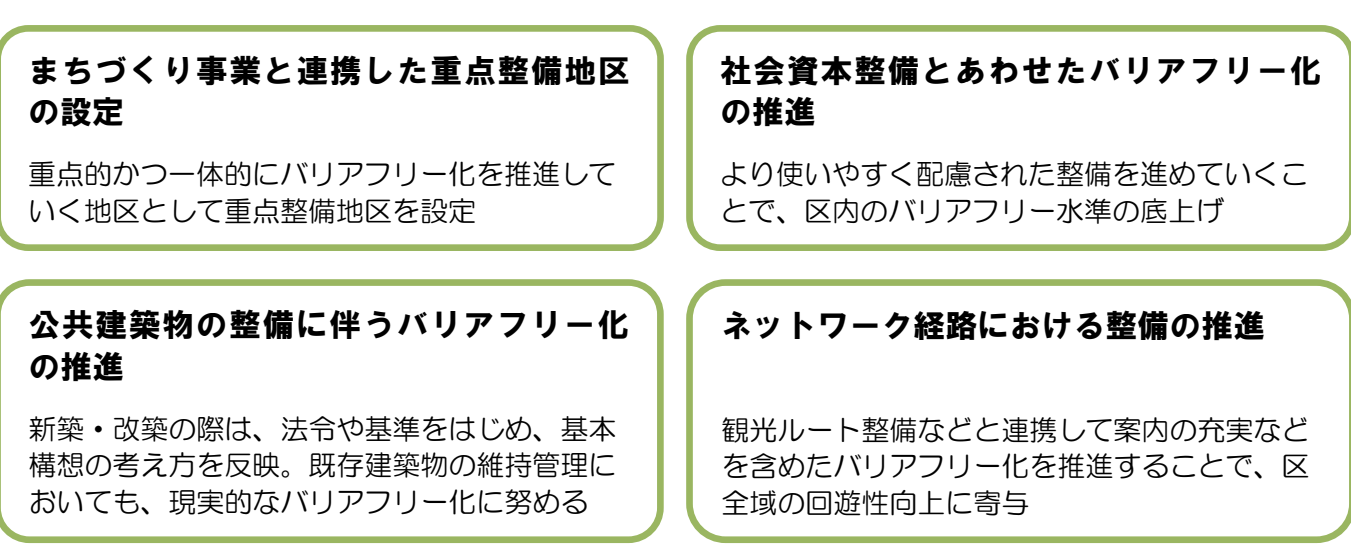 まちづくり事業と連携した重点整備地区
の設定
重点的かつ一体的にバリアフリー化を推進して
いく地区として重点整備地区を設定
社会資本整備とあわせたバリアフリー化
の推進
より使いやすく配慮された整備を進めていくこ
とで、区内のバリアフリー水準の底上げ
公共建築物の整備に伴うバリアフリー化
の推進
新築・改築の際は、法令や基準をはじめ、基本
構想の考え方を反映。既存建築物の維持管理に
おいても、現実的なバリアフリー化に努める
ネットワーク経路における整備の推進
観光ルート整備などと連携して案内の充実など
を含めたバリアフリー化を推進することで、区
全域の回遊性向上に寄与